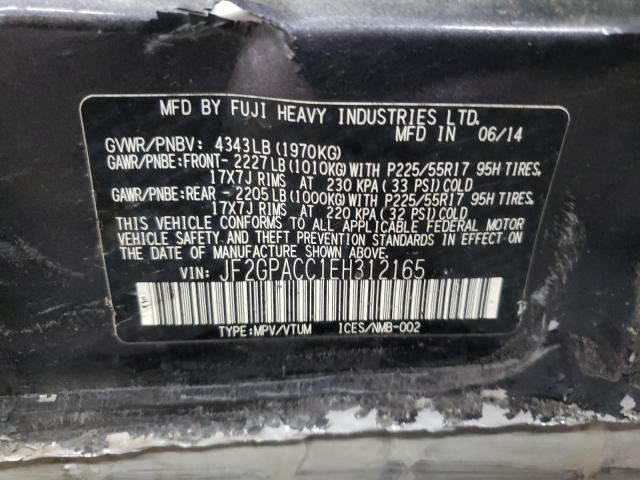 MFD BY FUJI HEAVY INDUSTRIES LTD.
MFD IN 06/14
GVWR/PNBV: 4343LB (1970KG)
GAWR/PNBE:FRONT- 2227LB (1010KG) WITH P225/55R17 95H TIRES,
17X7J RIMS AT 230 KPA (33 PSI) COLD
GAWR/PNBE:REAR - 2205LB (1000KG) WITH P225/55R17 95H TIRES,
17X7J RIMS AT 220 KPA (32 PSI) COLD
THIS VEHICLE CONFORMS TO ALL APPLICABLE FEDERAL MOTOR
VEHICLE SAFETY AND THEFT PREVENTION STANDARDS IN EFFECT ON
THE DATE OF MANUFACTURE SHOWN ABOVE.
VIN: JF2GPACC1EH312165
TYPE:MPV/VTUM ICES/NMB-002